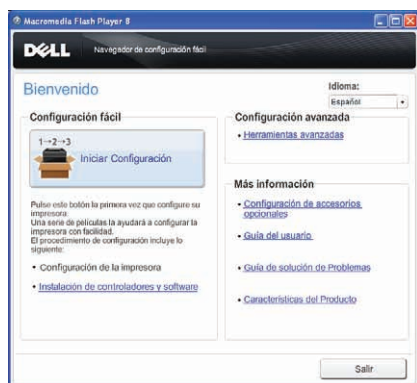 Macromedia Flash Player 8
DELL
Navegador de configuración fácil
Bienvenido
Idioma:
Español
Configuración fácil
1→2→3
Iniciar Configuración
Pulse este botón la primera vez que configure su
impresora.
Una serie de películas la ayudará a configurar la
impresora con facilidad.
El procedimiento de configuración incluye lo
siguiente:
• Configuración de la impresora
• Instalación de controladores y software
Configuración avanzada
• Herramientas avanzadas
Más información
• Configuración de accesorios
opcionales
• Guía del usuario
• Guía de solución de Problemas
• Características del Producto
Salir